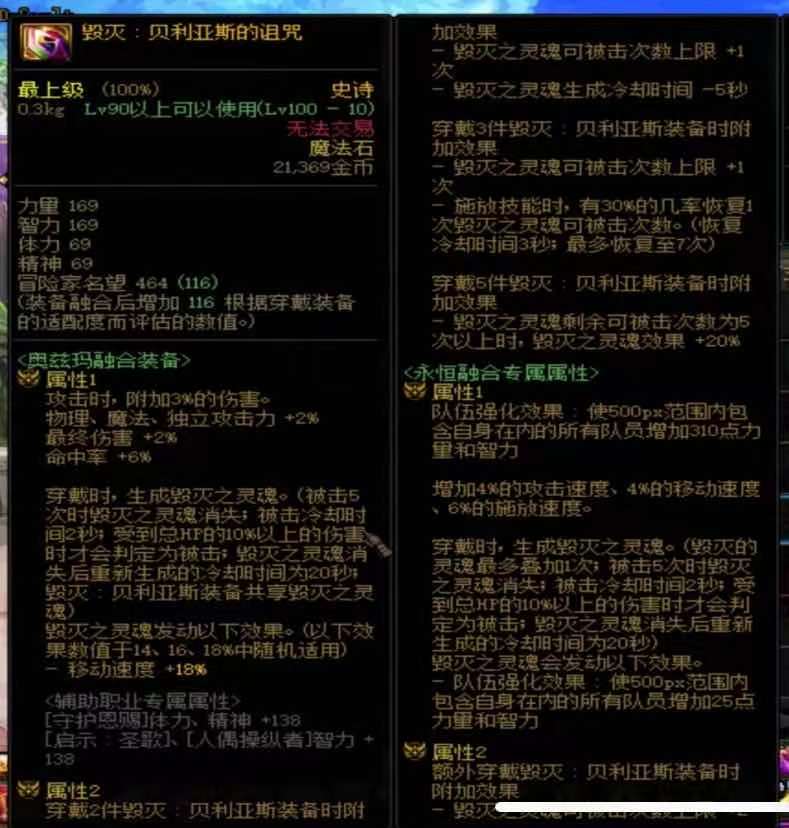 毁灭：贝利亚斯的诅咒
最上级 (100%)
史诗
0.3kg Lv90以上可以使用(Lv100 - 10)
无法交易
魔法石
21,369金币
力量 169
智力 169
体力 69
精神 69
冒险家名望 464 (116)
(装备融合后增加 116 根据穿戴装备
的适配度而评估的数值。)
<奥兹玛融合装备>
属性1
攻击时，附加3%的伤害。
物理、魔法、独立攻击力 +2%
最终伤害 +2%
命中率 +6%
穿戴时，生成毁灭之灵魂。(被击5
次时毁灭之灵魂消失；被击冷却时
间2秒；受到总HP的10%以上的伤害
时才会判定为被击；毁灭之灵魂消
失后重新生成的冷却时间为20秒；
毁灭：贝利亚斯装备共享毁灭之灵
魂)
毁灭之灵魂发动以下效果。(以下效
果数值于14、16、18%中随机适用)
- 移动速度 +18%
<辅助职业专属属性>
[守护恩赐]体力、精神 +138
[启示：圣歌]、[人偶操纵者]智力 +
138
属性2
穿戴2件毁灭：贝利亚斯装备时附
加效果
- 毁灭之灵魂可被击次数上限 +1
次
- 毁灭之灵魂生成冷却时间 -5秒
穿戴3件毁灭：贝利亚斯装备时附
加效果
- 毁灭之灵魂可被击次数上限 +1
次
- 施放技能时，有30%的几率恢复1
次毁灭之灵魂可被击次数。(恢复
冷却时间3秒；最多恢复至7次)
穿戴5件毁灭：贝利亚斯装备时附
加效果
- 毁灭之灵魂剩余可被击次数为5
次以上时，毁灭之灵魂效果 +20%
<永恒融合专属属性>
属性1
队伍强化效果：使500px范围内包
含自身在内的所有队员增加310点力
量和智力
增加4%的攻击速度、4%的移动速度
、6%的施放速度。
穿戴时，生成毁灭之灵魂。(毁灭的
灵魂最多叠加1次；被击5次时毁灭
之灵魂消失；被击冷却时间2秒；受
到总HP的10%以上的伤害时才会判
定为被击；毁灭之灵魂消失后重新
生成的冷却时间为20秒)
毁灭之灵魂会发动以下效果。
- 队伍强化效果：使500px范围内
包含自身在内的所有队员增加25点
力量和智力
属性2
额外穿戴毁灭：贝利亚斯装备时
附加效果
- 毁灭